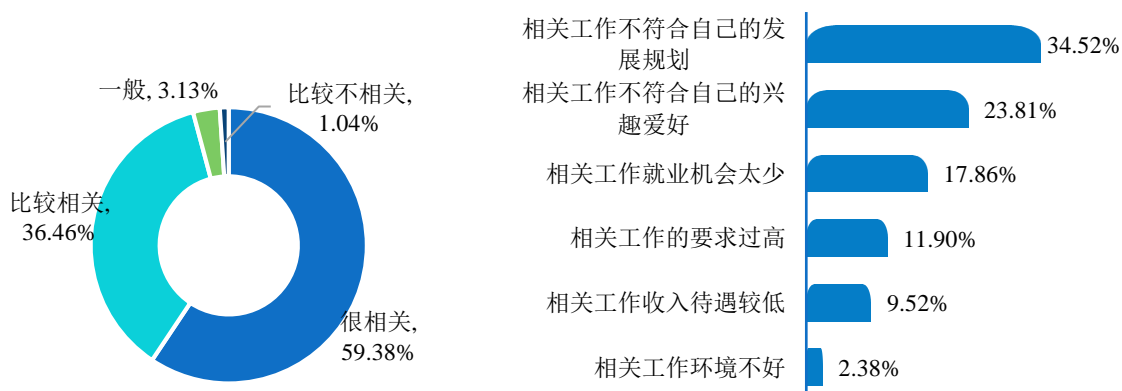 一般, 3.13%
比较不相关,
1.04%
比较相关,
36.46%
很相关,
59.38%
相关工作不符合自己的发
展规划
34.52%
相关工作不符合自己的兴
趣爱好
23.81%
相关工作就业机会太少
17.86%
相关工作的要求过高
11.90%
相关工作收入待遇较低
9.52%
相关工作环境不好
2.38%